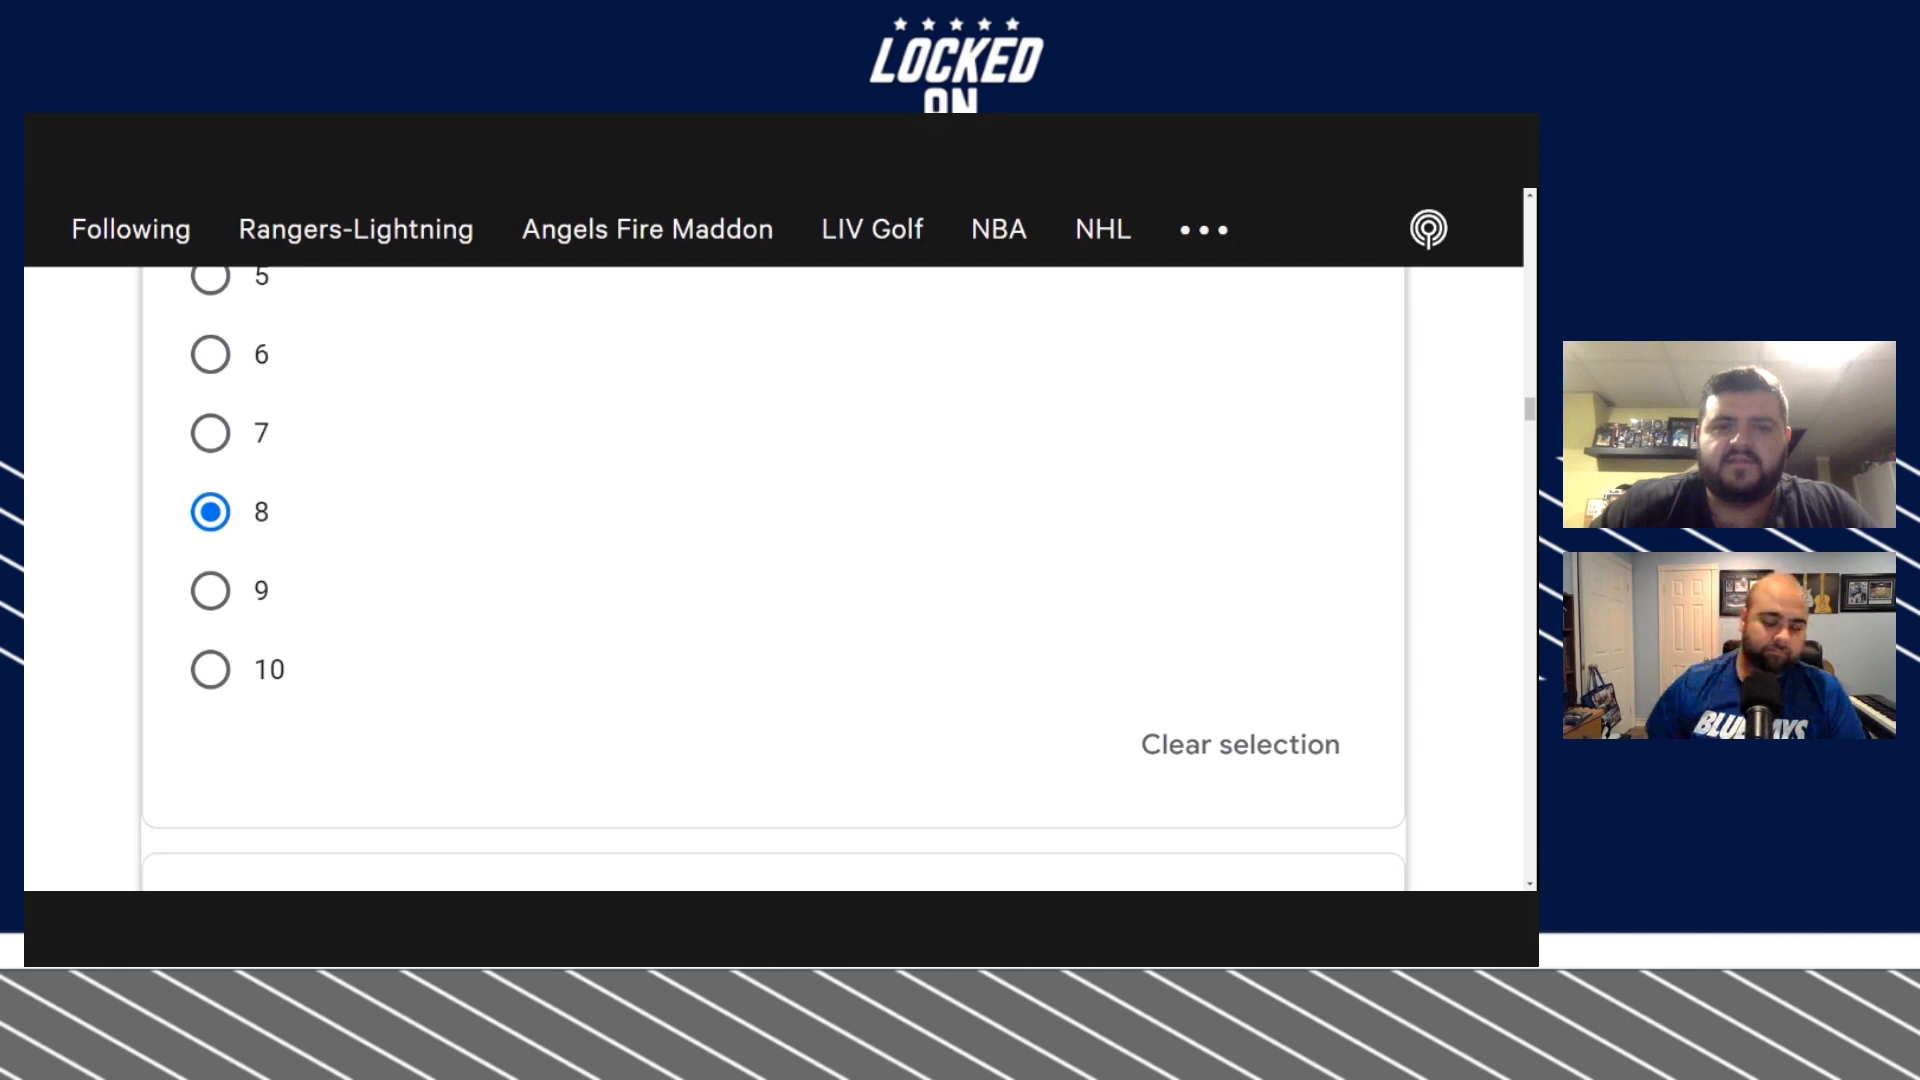 LOCKED
ON
Following Rangers-Lightning Angels Fire Maddon LIV Golf NBA NHL •••
5
6
7
8
9
10
Clear selection